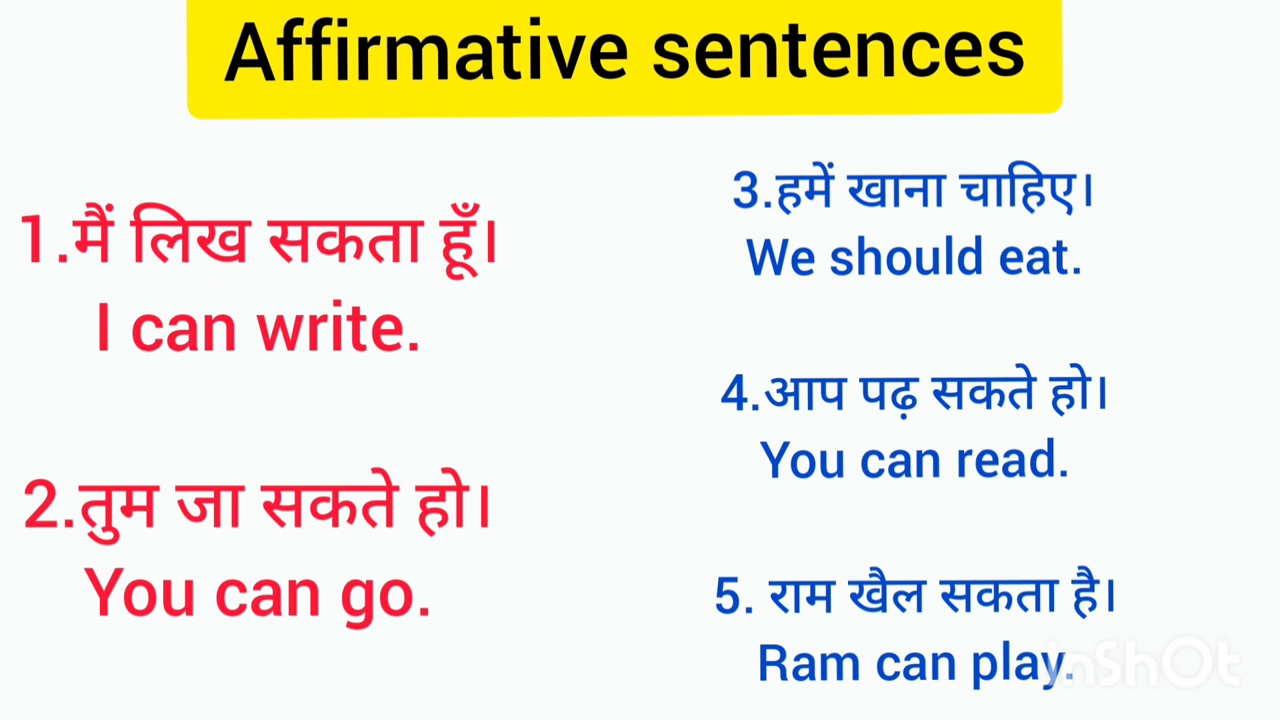 Affirmative sentences
1.मैं लिख सकता हूँ।
I can write.
2.तुम जा सकते हो।
You can go.
3.हमें खाना चाहिए।
We should eat.
4.आप पढ़ सकते हो।
You can read.
5. राम खैल सकता है।
Ram can play.
InShOt